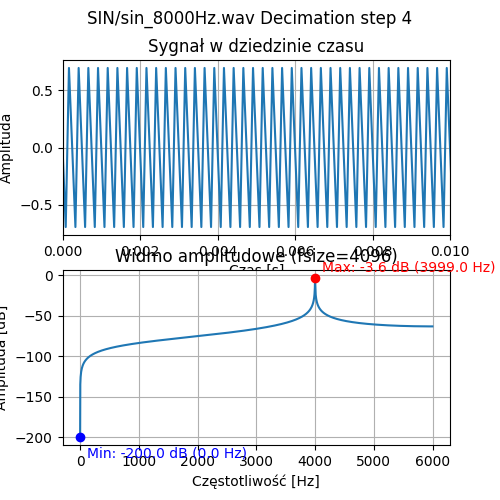 SIN/sin_8000Hz.wav Decimation step 4
Sygnał w dziedzinie czasu
Amplituda
0.5
0.0
−0.5
0.000 0.002 0.004 0.006 0.008 0.010
Czas [s]
Widmo amplitudowe (fsize=4096)
Max: -3.6 dB (3999.0 Hz)
Amplituda [dB]
0
−50
−100
−150
−200
Min: -200.0 dB (0.0 Hz)
0 1000 2000 3000 4000 5000 6000
Częstotliwość [Hz]